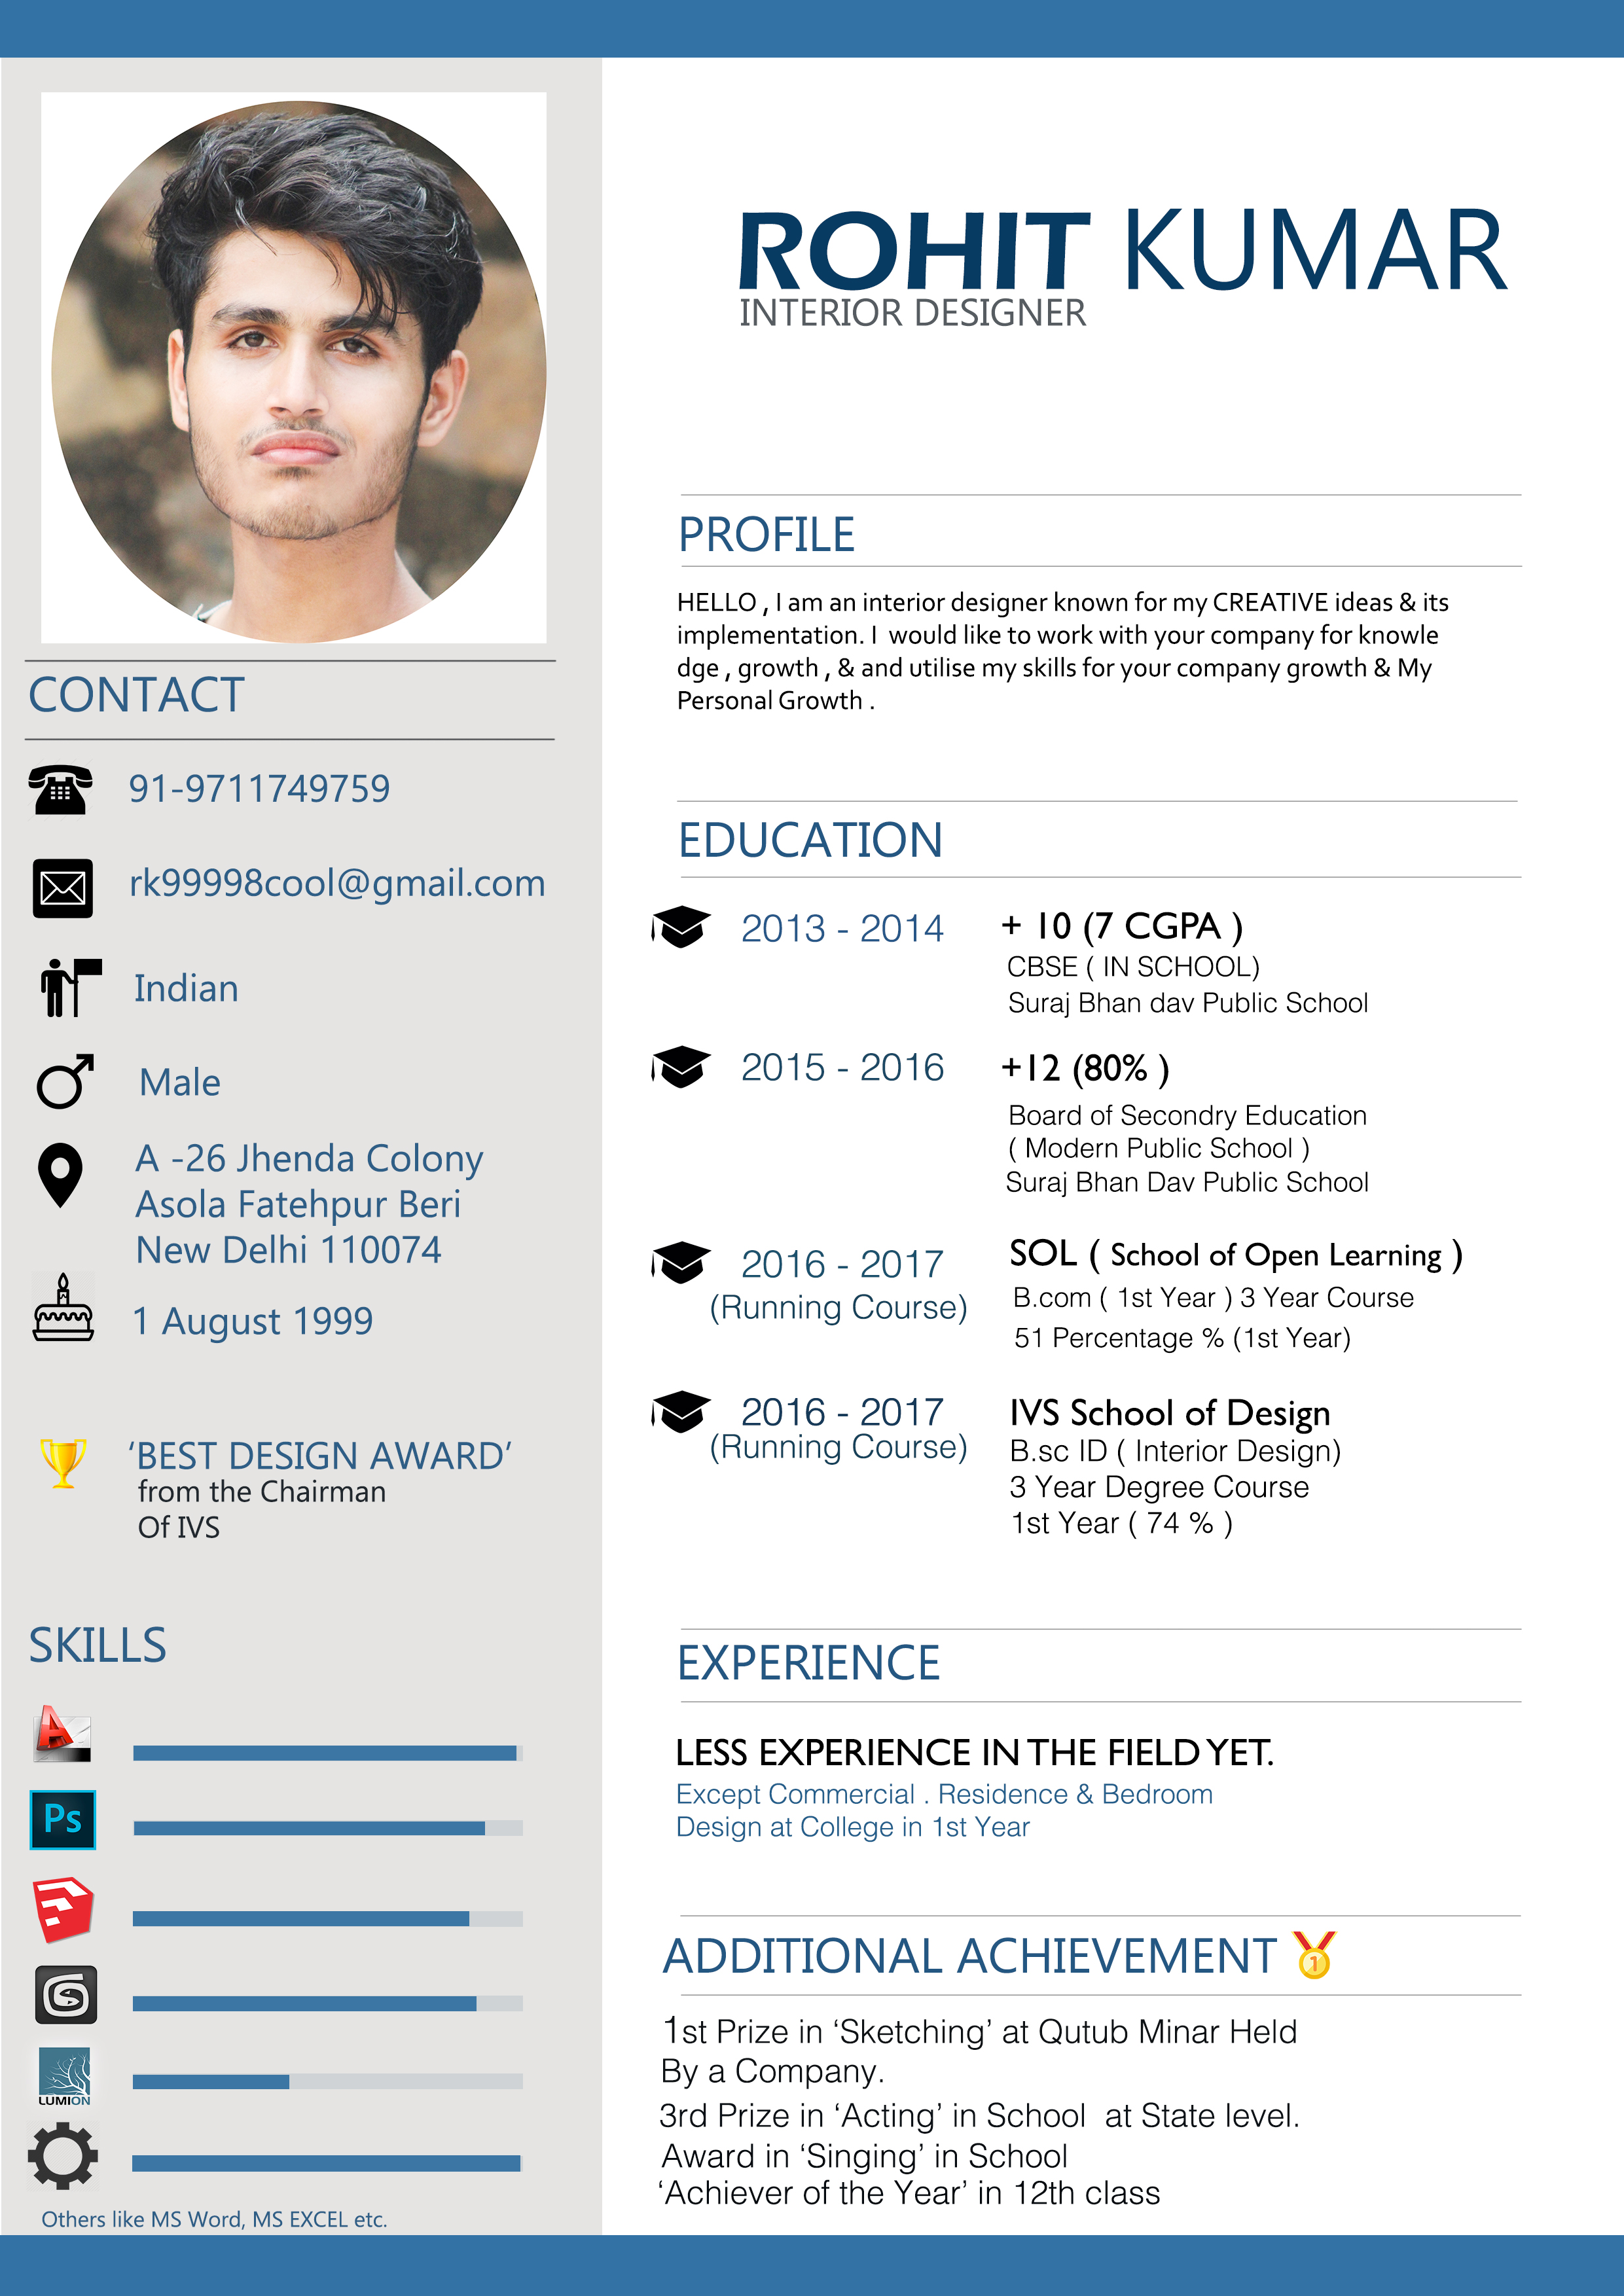 ROHIT KUMAR
INTERIOR DESIGNER
CONTACT
91-9711749759
rk99998cool@gmail.com
Indian
Male
A -26 Jhenda Colony
Asola Fatehpur Beri
New Delhi 110074
1 August 1999
‘BEST DESIGN AWARD’
from the Chairman
Of IVS
SKILLS
A
Ps
LUMION
Others like MS Word, MS EXCEL etc.
PROFILE
HELLO , I am an interior designer known for my CREATIVE ideas & its
implementation. I would like to work with your company for knowle
dge , growth , & and utilise my skills for your company growth & My
Personal Growth .
EDUCATION
2013 - 2014
+ 10 (7 CGPA )
CBSE ( IN SCHOOL)
Suraj Bhan dav Public School
2015 - 2016
+12 (80% )
Board of Secondry Education
( Modern Public School )
Suraj Bhan Dav Public School
2016 - 2017
(Running Course)
SOL ( School of Open Learning )
B.com ( 1st Year ) 3 Year Course
51 Percentage % (1st Year)
2016 - 2017
(Running Course)
IVS School of Design
B.sc ID ( Interior Design)
3 Year Degree Course
1st Year ( 74 % )
EXPERIENCE
LESS EXPERIENCE IN THE FIELD YET.
Except Commercial . Residence & Bedroom
Design at College in 1st Year
ADDITIONAL ACHIEVEMENT
1
1st Prize in ‘Sketching’ at Qutub Minar Held
By a Company.
3rd Prize in ‘Acting’ in School at State level.
Award in ‘Singing’ in School
‘Achiever of the Year’ in 12th class